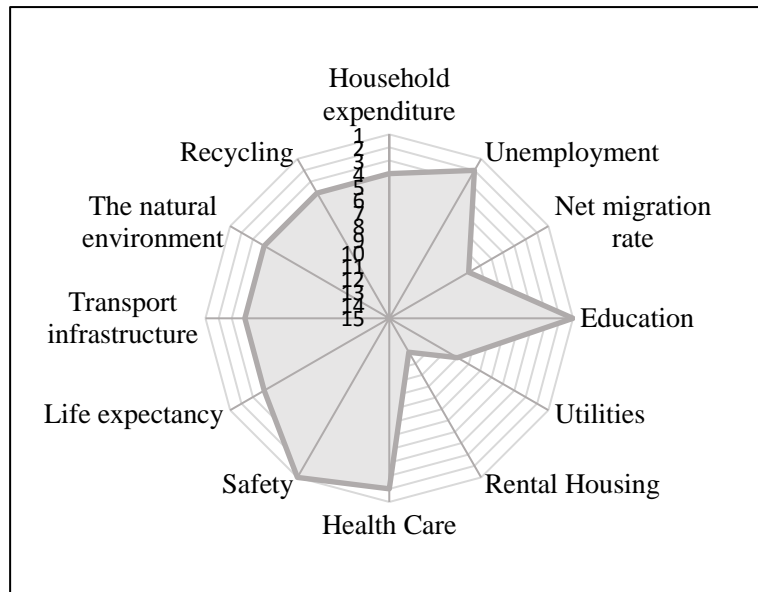 Household
expenditure
Unemployment
Net migration
rate
Education
Utilities
Rental Housing
Health Care
Safety
Life expectancy
Transport
infrastructure
The natural
environment
Recycling
1
2
3
4
5
6
7
8
9
10
11
12
13
14
15